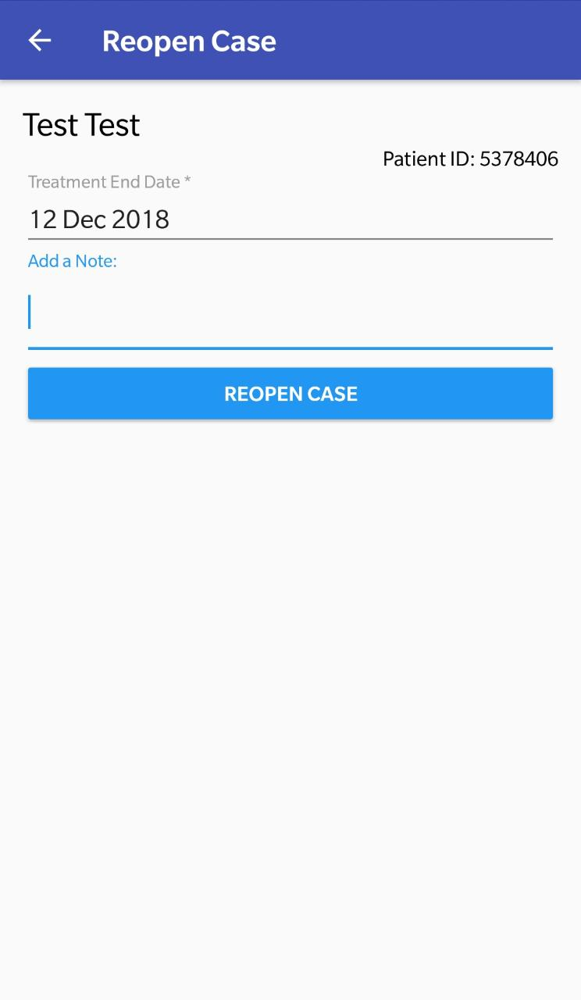 Reopen Case
Test Test
Patient ID: 5378406
Treatment End Date *
12 Dec 2018
Add a Note:
REOPEN CASE